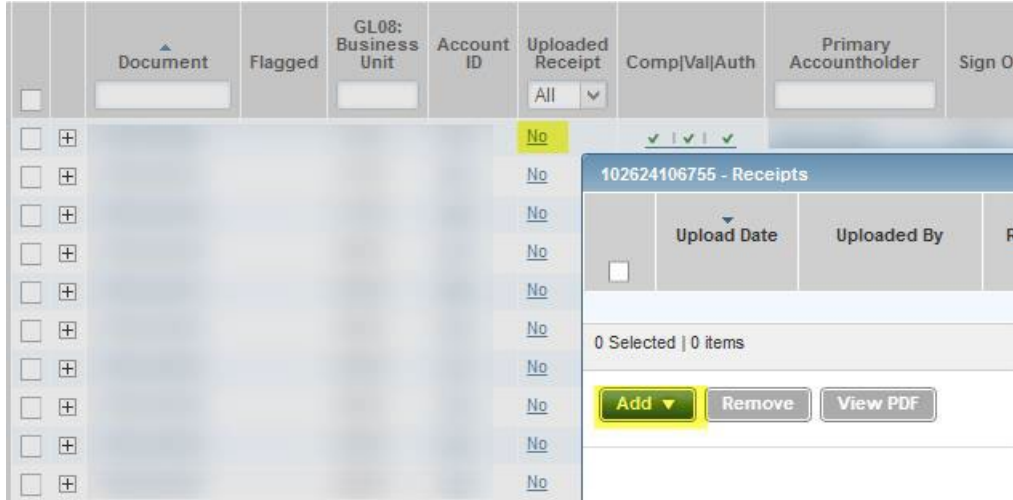 GL08:
Business
Unit
Document
Flagged
Account
ID
Uploaded
Receipt
Comp|Val|Auth
Primary
Accountholder
Sign O
All
No
No
No
No
No
No
No
No
No
No
102624106755 - Receipts
Upload Date
Uploaded By
R
0 Selected | 0 items
Add
Remove
View PDF